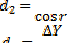 d₂ = cos r
ΔY